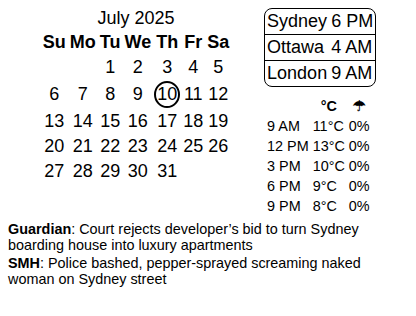 July 2025
Su Mo Tu We Th Fr Sa
1 2 3 4 5
6 7 8 9 10 11 12
13 14 15 16 17 18 19
20 21 22 23 24 25 26
27 28 29 30 31
Sydney 6 PM
Ottawa 4 AM
London 9 AM
°C ☂
9 AM 11°C 0%
12 PM 13°C 0%
3 PM 10°C 0%
6 PM 9°C 0%
9 PM 8°C 0%
Guardian: Court rejects developer’s bid to turn Sydney
boarding house into luxury apartments
SMH: Police bashed, pepper-sprayed screaming naked
woman on Sydney street